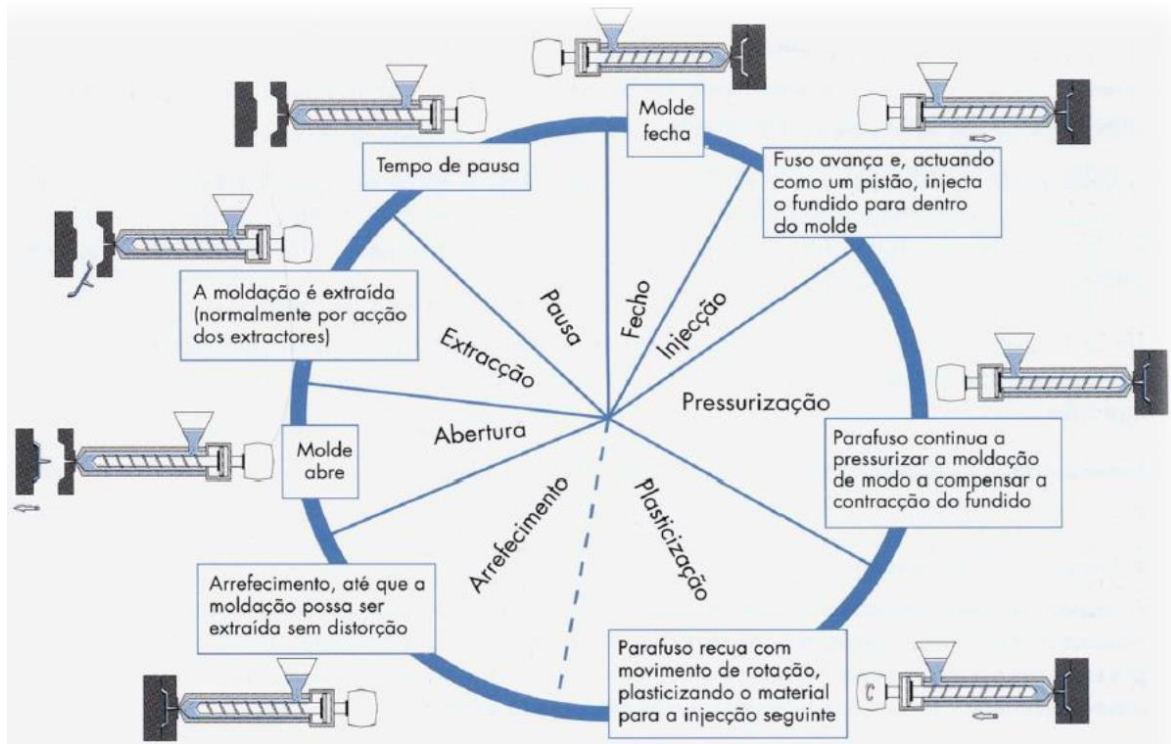 Molde
fecha
Fuso avança e, actuando
como um pistão, injecta
o fundido para dentro
do molde
Parafuso continua a
pressurizar a moldação
de modo a compensar a
contracção do fundido
Parafuso recua com
movimento de rotação,
plasticizando o material
para a injecção seguinte
Arrefecimento, até que a
moldação possa ser
extraída sem distorção
Molde
abre
A moldação é extraída
(normalmente por acção
dos extractores)
Tempo de pausa
Fecho
Injecção
Pressurização
Plasticização
Arrefecimento
Abertura
Extracção
Pausa